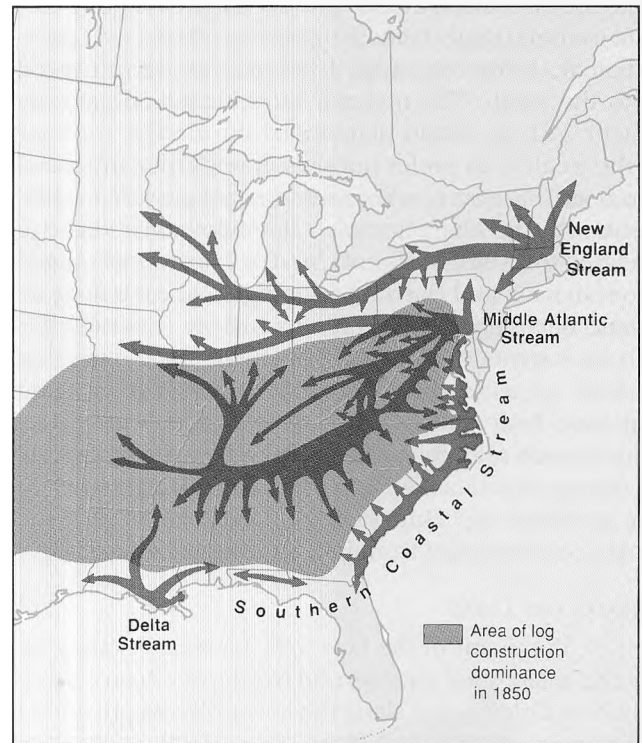 New
England
Stream
Middle Atlantic
Stream
Southern Coastal Stream
Delta
Stream
Area of log
construction
dominance
in 1850